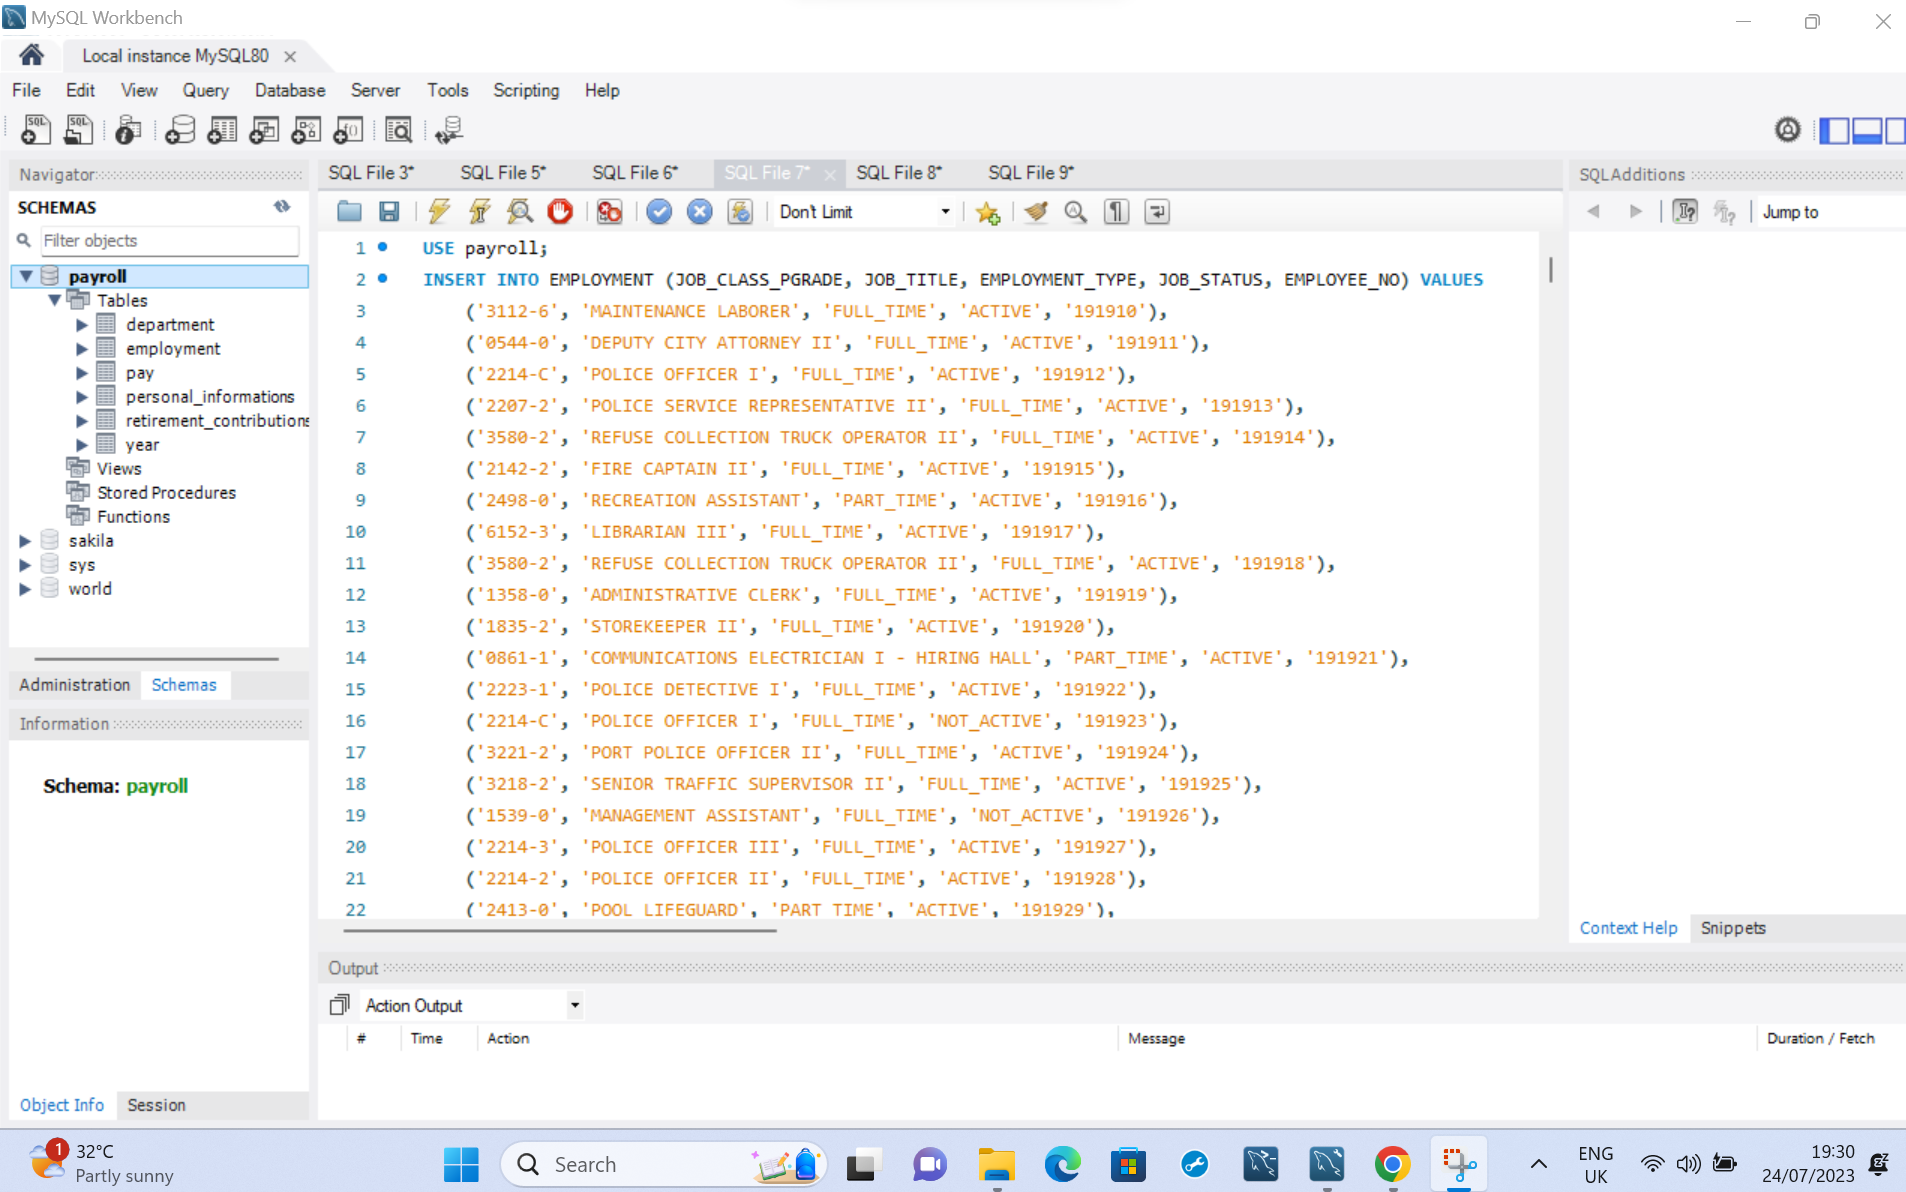 MySQL Workbench
Local instance MySQL80
File Edit View Query Database Server Tools Scripting Help
Navigator
SCHEMAS
Filter objects
payroll
Tables
department
employment
pay
personal_informations
retirement_contributions
year
Views
Stored Procedures
Functions
sakila
sys
world
Administration Schemas
Information
Schema: payroll
Object Info Session
SQL File 3* SQL File 5* SQL File 6* SQL File 7* SQL File 8* SQL File 9*
Don't Limit
1 USE payroll;
2 INSERT INTO EMPLOYMENT (JOB_CLASS_PGRADE, JOB_TITLE, EMPLOYMENT_TYPE, JOB_STATUS, EMPLOYEE_NO) VALUES
3 ('3112-6', 'MAINTENANCE LABORER', 'FULL_TIME', 'ACTIVE', '191910'),
4 ('0544-0', 'DEPUTY CITY ATTORNEY II', 'FULL_TIME', 'ACTIVE', '191911'),
5 ('2214-C', 'POLICE OFFICER I', 'FULL_TIME', 'ACTIVE', '191912'),
6 ('2207-2', 'POLICE SERVICE REPRESENTATIVE II', 'FULL_TIME', 'ACTIVE', '191913'),
7 ('3580-2', 'REFUSE COLLECTION TRUCK OPERATOR II', 'FULL_TIME', 'ACTIVE', '191914'),
8 ('2142-2', 'FIRE CAPTAIN II', 'FULL_TIME', 'ACTIVE', '191915'),
9 ('2498-0', 'RECREATION ASSISTANT', 'PART_TIME', 'ACTIVE', '191916'),
10 ('6152-3', 'LIBRARIAN III', 'FULL_TIME', 'ACTIVE', '191917'),
11 ('3580-2', 'REFUSE COLLECTION TRUCK OPERATOR II', 'FULL_TIME', 'ACTIVE', '191918'),
12 ('1358-0', 'ADMINISTRATIVE CLERK', 'FULL_TIME', 'ACTIVE', '191919'),
13 ('1835-2', 'STOREKEEPER II', 'FULL_TIME', 'ACTIVE', '191920'),
14 ('0861-1', 'COMMUNICATIONS ELECTRICIAN I - HIRING HALL', 'PART_TIME', 'ACTIVE', '191921'),
15 ('2223-1', 'POLICE DETECTIVE I', 'FULL_TIME', 'ACTIVE', '191922'),
16 ('2214-C', 'POLICE OFFICER I', 'FULL_TIME', 'NOT_ACTIVE', '191923'),
17 ('3221-2', 'PORT POLICE OFFICER II', 'FULL_TIME', 'ACTIVE', '191924'),
18 ('3218-2', 'SENIOR TRAFFIC SUPERVISOR II', 'FULL_TIME', 'ACTIVE', '191925'),
19 ('1539-0', 'MANAGEMENT ASSISTANT', 'FULL_TIME', 'NOT_ACTIVE', '191926'),
20 ('2214-3', 'POLICE OFFICER III', 'FULL_TIME', 'ACTIVE', '191927'),
21 ('2214-2', 'POLICE OFFICER II', 'FULL_TIME', 'ACTIVE', '191928'),
22 ('2413-0', 'POOL LIFEGUARD', 'PART_TIME', 'ACTIVE', '191929'),
SQLAdditions
Jump to
Context Help Snippets
Output
Action Output
# Time Action Message Duration / Fetch
1
32°C
Partly sunny
Search
ENG
UK
19:30
24/07/2023